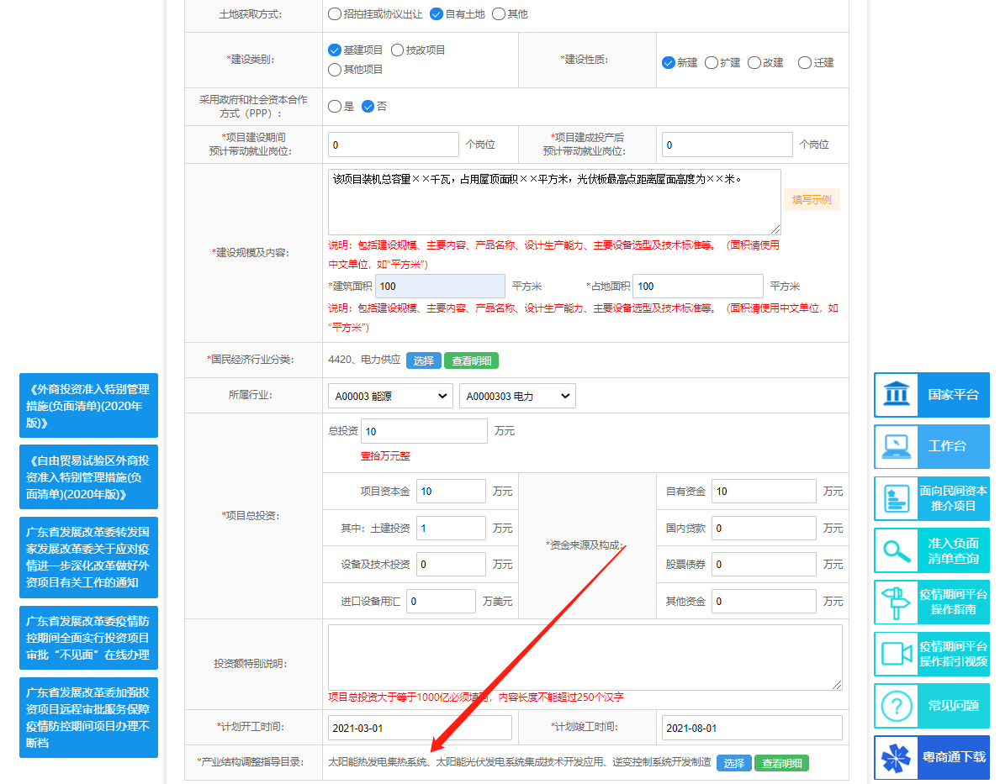 土地获取方式:
招拍挂或协议出让 自有土地 其他
*建设类别:
基建项目 技改项目
其他项目
*建设性质:
新建 扩建 改建 迁建
采用政府和社会资本合作
方式（PPP）:
是 否
*项目建设期间
预计带动就业岗位:
0 个岗位
*项目建成投产后
预计带动就业岗位:
0 个岗位
*建设规模及内容:
该项目装机总容量××千瓦，占用屋顶面积××平方米，光伏板最高点距离屋面高度为××米。
填写示例
说明：包括建设规模、主要内容、产品名称、设计生产能力、主要设备选型及技术标准等。（面积请使用
中文单位，如“平方米”）
*建筑面积 100 平方米 *占地面积 100 平方米
说明：包括建设规模、主要内容、产品名称、设计生产能力、主要设备选型及技术标准等。（面积请使用中文单位，如
“平方米”）
*国民经济行业分类:
4420、电力供应 选择 查看明细
所属行业:
A00003 能源 A0000303 电力
*项目总投资:
总投资 10 万元
壹拾万元整
项目资本金 10 万元
其中：土建投资 1 万元
设备及技术投资 0 万元
进口设备用汇 0 万美元
*资金来源及构成:
自有资金 10 万元
国内贷款 0 万元
股票债券 0 万元
其他资金 0 万元
投资额特别说明:
项目总投资大于等于1000亿必须填写，内容长度不能超过250个汉字
*计划开工时间:
2021-03-01
*计划竣工时间:
2021-08-01
*产业结构调整指导目录:
太阳能热发电集热系统、太阳能光伏发电系统集成技术开发应用、逆变控制系统开发制造 选择 查看明细
《外商投资准入特别管理
措施(负面清单)(2020年
版)》
《自由贸易试验区外商投
资准入特别管理措施(负
面清单)(2020年版)》
广东省发展改革委转发国
家发展改革委关于应对疫
情进一步深化改革做好外
资项目有关工作的通知
广东省发展改革委疫情防
控期间全面实行投资项目
审批“不见面”在线办理
广东省发展改革委加强投
资项目远程审批服务保障
疫情防控期间项目办理不
断档
国家平台
工作台
面向民间资本
推介项目
准入负面
清单查询
疫情期间平台
操作指南
疫情期间平台
操作指引视频
常见问题
粤商通下载